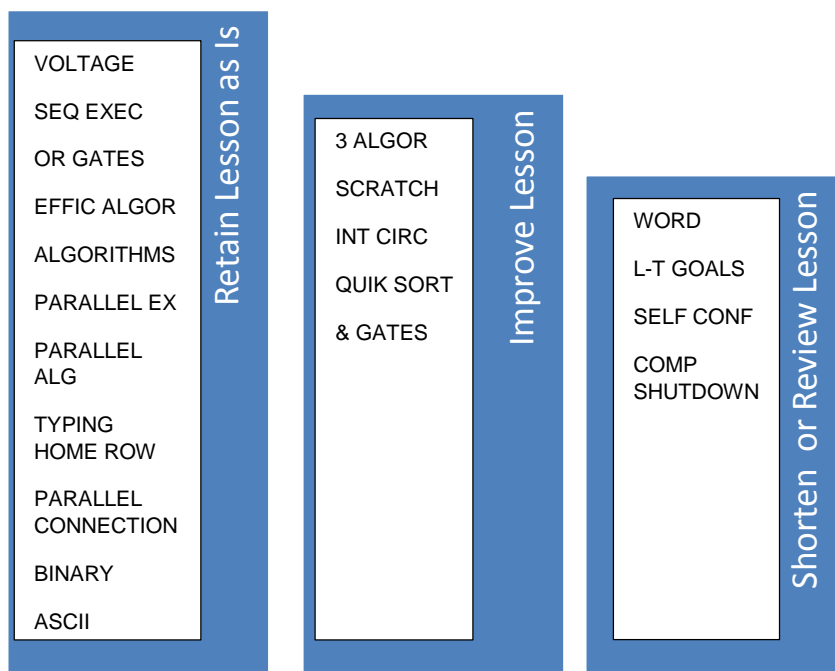 Retain Lesson as Is
VOLTAGE
SEQ EXEC
OR GATES
EFFIC ALGOR
ALGORITHMS
PARALLEL EX
PARALLEL
ALG
TYPING
HOME ROW
PARALLEL
CONNECTION
BINARY
ASCII
Improve Lesson
3 ALGOR
SCRATCH
INT CIRC
QUIK SORT
& GATES
Shorten or Review Lesson
WORD
L-T GOALS
SELF CONF
COMP
SHUTDOWN